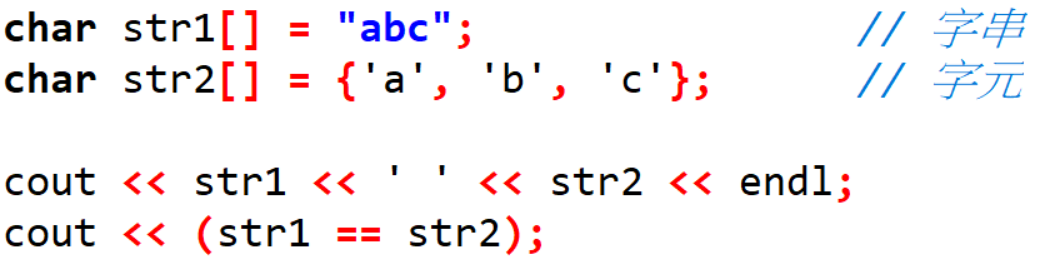 char str1[] = "abc"; // 字串
char str2[] = {'a', 'b', 'c'}; // 字元
cout << str1 << ' ' << str2 << endl;
cout << (str1 == str2);